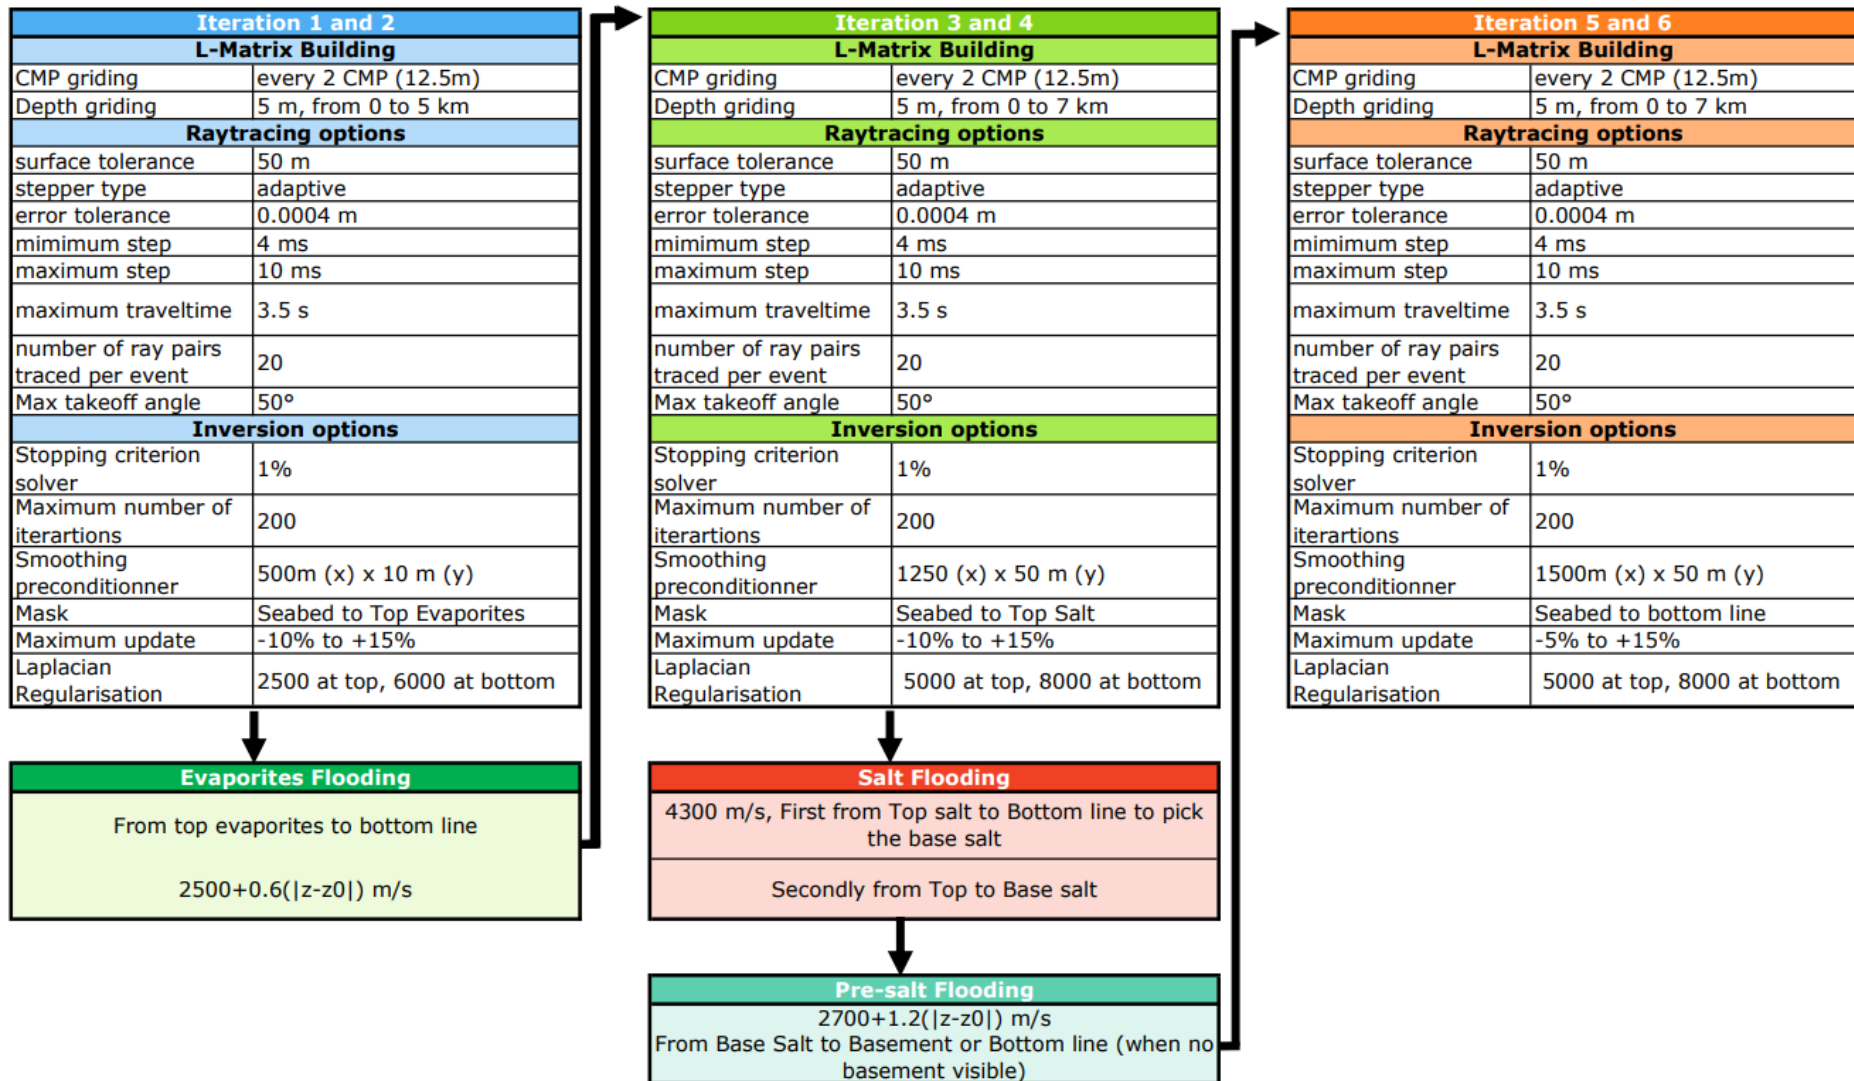 Iteration 1 and 2
L-Matrix Building
CMP griding every 2 CMP (12.5m)
Depth griding 5 m, from 0 to 5 km
Raytracing options
surface tolerance 50 m
stepper type adaptive
error tolerance 0.0004 m
mimimum step 4 ms
maximum step 10 ms
maximum traveltime 3.5 s
number of ray pairs
traced per event 20
Max takeoff angle 50°
Inversion options
Stopping criterion
solver 1%
Maximum number of
iterartions 200
Smoothing
preconditionner 500m (x) x 10 m (y)
Mask Seabed to Top Evaporites
Maximum update -10% to +15%
Laplacian
Regularisation 2500 at top, 6000 at bottom
Evaporites Flooding
From top evaporites to bottom line
2500+0.6(|z-z0|) m/s
Iteration 3 and 4
L-Matrix Building
CMP griding every 2 CMP (12.5m)
Depth griding 5 m, from 0 to 7 km
Raytracing options
surface tolerance 50 m
stepper type adaptive
error tolerance 0.0004 m
mimimum step 4 ms
maximum step 10 ms
maximum traveltime 3.5 s
number of ray pairs
traced per event 20
Max takeoff angle 50°
Inversion options
Stopping criterion
solver 1%
Maximum number of
iterartions 200
Smoothing
preconditionner 1250 (x) x 50 m (y)
Mask Seabed to Top Salt
Maximum update -10% to +15%
Laplacian
Regularisation 5000 at top, 8000 at bottom
Salt Flooding
4300 m/s, First from Top salt to Bottom line to pick
the base salt
Secondly from Top to Base salt
Pre-salt Flooding
2700+1.2(|z-z0|) m/s
From Base Salt to Basement or Bottom line (when no
basement visible)
Iteration 5 and 6
L-Matrix Building
CMP griding every 2 CMP (12.5m)
Depth griding 5 m, from 0 to 7 km
Raytracing options
surface tolerance 50 m
stepper type adaptive
error tolerance 0.0004 m
mimimum step 4 ms
maximum step 10 ms
maximum traveltime 3.5 s
number of ray pairs
traced per event 20
Max takeoff angle 50°
Inversion options
Stopping criterion
solver 1%
Maximum number of
iterartions 200
Smoothing
preconditionner 1500m (x) x 50 m (y)
Mask Seabed to bottom line
Maximum update -5% to +15%
Laplacian
Regularisation 5000 at top, 8000 at bottom